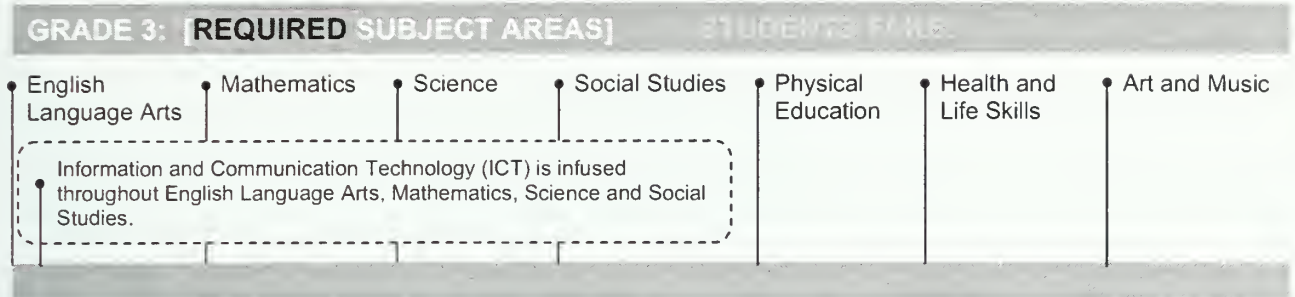 GRADE 3: [REQUIRED SUBJECT AREAS]
English
Language Arts
Mathematics
Science
Social Studies
Physical
Education
Health and
Life Skills
Art and Music
Information and Communication Technology (ICT) is infused
throughout English Language Arts, Mathematics, Science and Social
Studies.